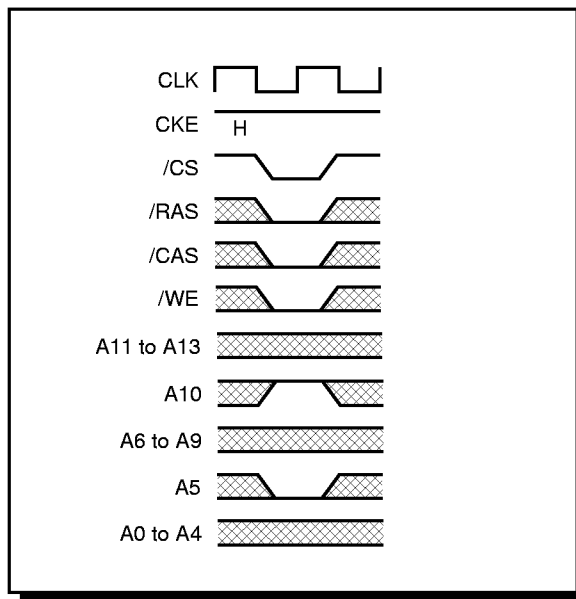 CLK
CKE H
/CS
/RAS
/CAS
/WE
A11 to A13
A10
A6 to A9
A5
A0 to A4